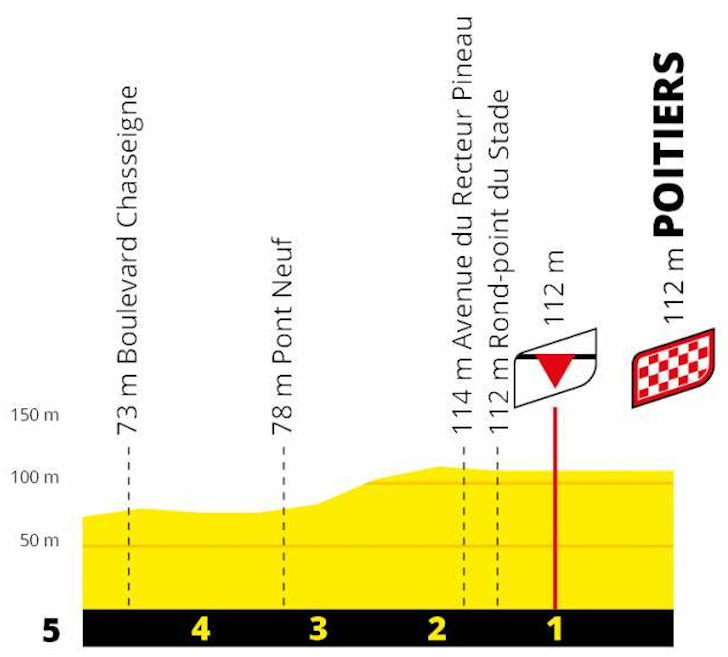 73 m Boulevard Chasseigne
78 m Pont Neuf
114 m Avenue du Recteur Pineau
112 m Rond-point du Stade
112 m
112 m POITIERS
150 m
100 m
50 m
5 4 3 2 1